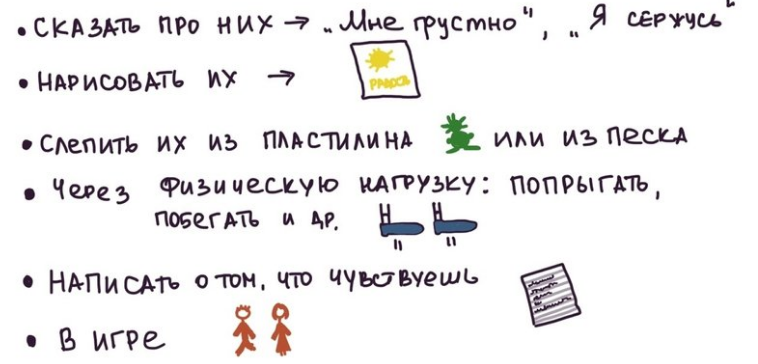 • СКАЗАТЬ ПРО НИХ → „Мне грустно", „Я СЕРЖУСЬ"
• НАРИСОВАТЬ ИХ →
РАДОСТЬ
• Слепить ИХ ИЗ ПЛАСТИЛИНА ИЛИ ИЗ ПЕСКА
• Через ФИЗИЧЕСКУЮ НАГРУЗКУ: ПОПРЫГАТЬ,
ПОБЕГАТЬ И ДР.
• НАПИСАТЬ О ТОМ, ЧТО ЧУВСТВУЕШЬ
• В ИГРЕ